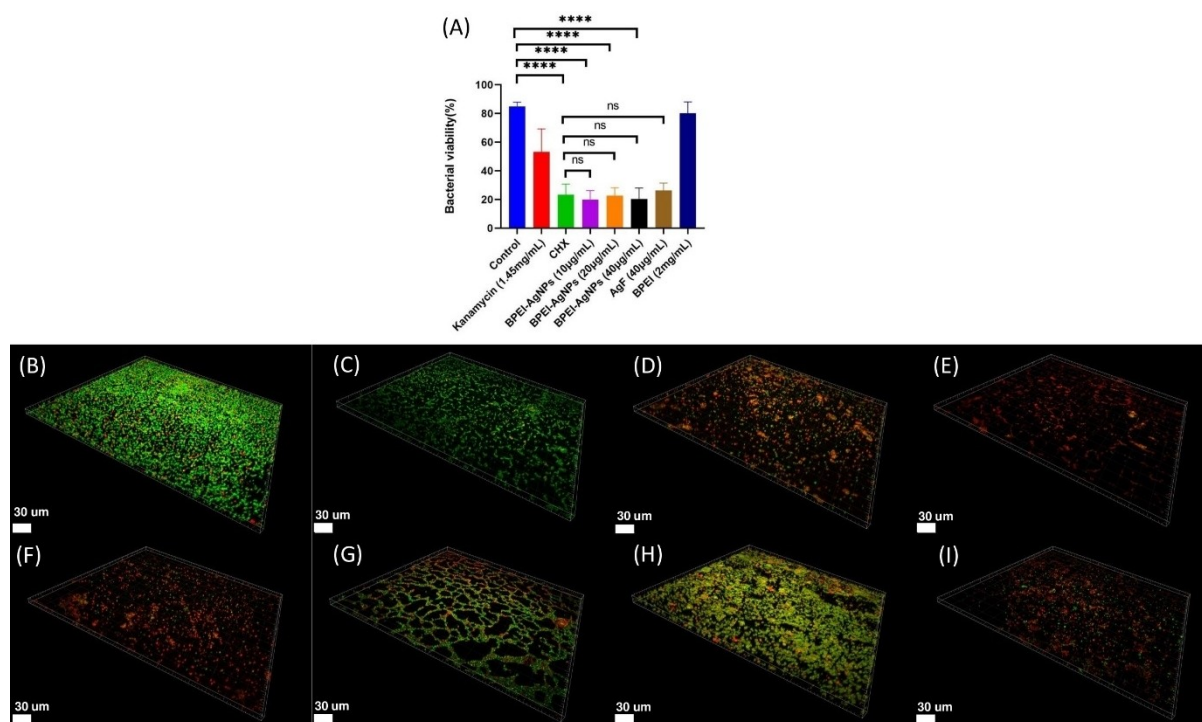 (A)
****
****
****
****
Bacterial viability(%)
100
80
60
40
20
0
ns
ns
ns
ns
Control
Kanamycin (1.45mg/mL)
CHX
BPEI-AgNPs (10µg/mL)
BPEI-AgNPs (20µg/mL)
BPEI-AgNPs (40µg/mL)
AgF (40µg/mL)
BPEI (2mg/mL)
(B)
(C)
(D)
(E)
30 um
30 um
30 um
30 um
(F)
(G)
(H)
(I)
30 um
30 um
30 um
30 um